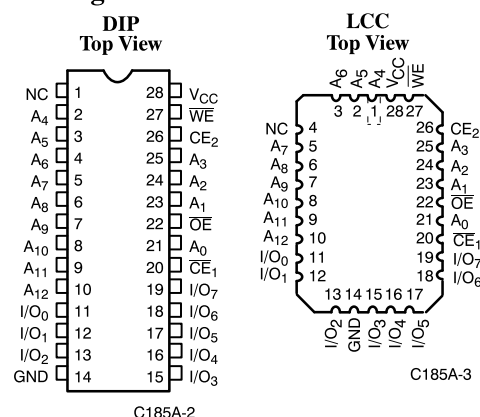 DIP
Top View
NC 1 28 VCC
A4 2 27 W̅E̅
A5 3 26 CE2
A6 4 25 A3
A7 5 24 A2
A8 6 23 A1
A9 7 22 O̅E̅
A10 8 21 A0
A11 9 20 C̅E̅1
A12 10 19 I/O7
I/O0 11 18 I/O6
I/O1 12 17 I/O5
I/O2 13 16 I/O4
GND 14 15 I/O3
C185A-2
LCC
Top View
A6 A5 A4 VCC W̅E̅
3 2 1 28 27
NC 4 26 CE2
A7 5 25 A3
A8 6 24 A2
A9 7 23 A1
A10 8 22 O̅E̅
A11 9 21 A0
A12 10 20 C̅E̅1
I/O0 11 19 I/O7
I/O1 12 18 I/O6
13 14 15 16 17
I/O2 GND I/O3 I/O4 I/O5
C185A-3